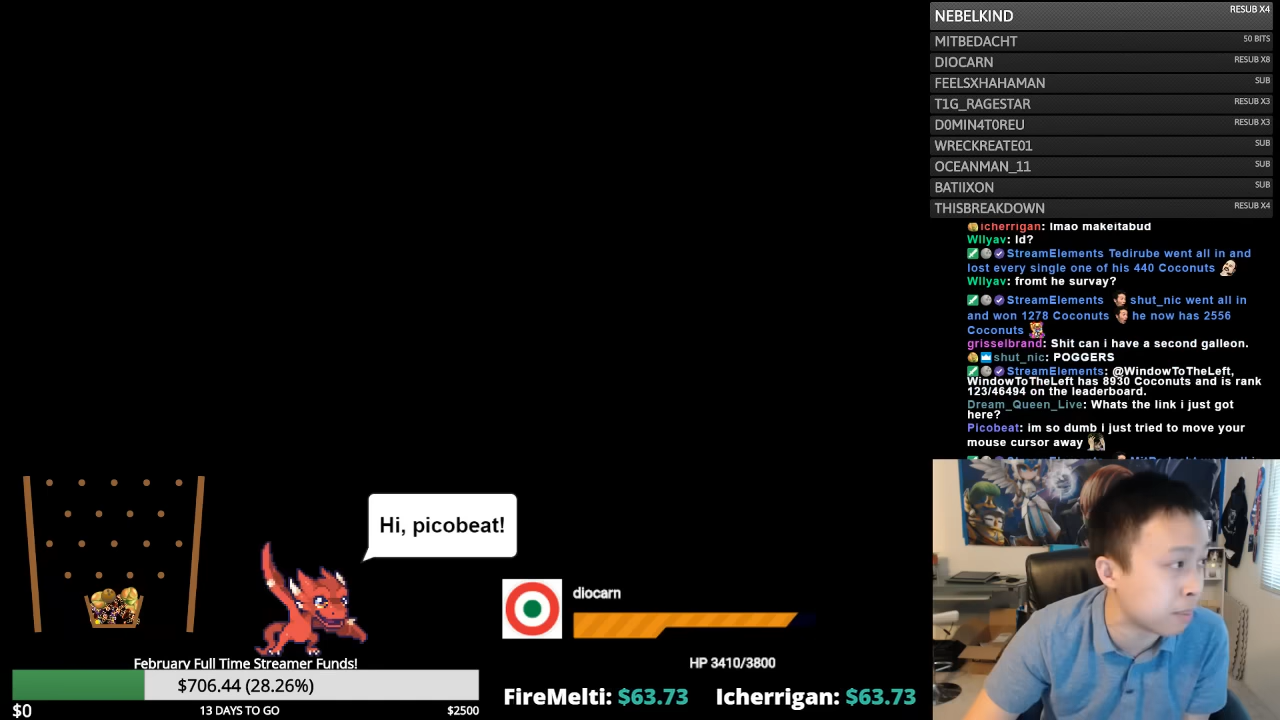 NEBELKIND RESUB X4
MITBEDACHT 50 BITS
DIOCARN RESUB X8
FEELSXHAHAMAN SUB
T1G_RAGESTAR RESUB X3
D0MIN4T0REU RESUB X3
WRECKREATE01 SUB
OCEANMAN_11 SUB
BATIIXON SUB
THISBREAKDOWN RESUB X4
icherrigan: lmao makeitabud
Wllyav: ld?
StreamElements Tedirube went all in and
lost every single one of his 440 Coconuts
Wllyav: fromt he survay?
StreamElements shut_nic went all in
and won 1278 Coconuts he now has 2556
Coconuts
grisselbrand: Shit can i have a second galleon.
shut_nic: POGGERS
StreamElements: @WindowToTheLeft,
WindowToTheLeft has 8930 Coconuts and is rank
123/46494 on the leaderboard.
Dream_Queen_Live: Whats the link i just got
here?
Picobeat: im so dumb i just tried to move your
mouse cursor away
Hi, picobeat!
diocarn
HP 3410/3800
February Full Time Streamer Funds!
$706.44 (28.26%)
$0 13 DAYS TO GO $2500
FireMelti: $63.73 Icherrigan: $63.73